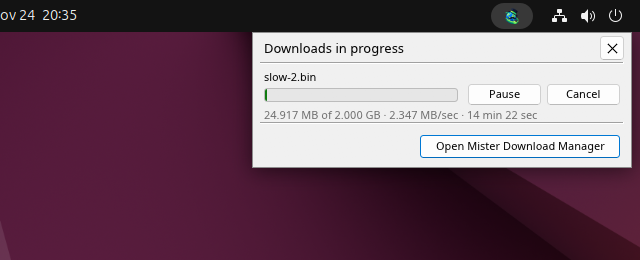 ov 24 20:35
Downloads in progress
slow-2.bin
Pause
Cancel
24.917 MB of 2.000 GB · 2.347 MB/sec · 14 min 22 sec
Open Mister Download Manager